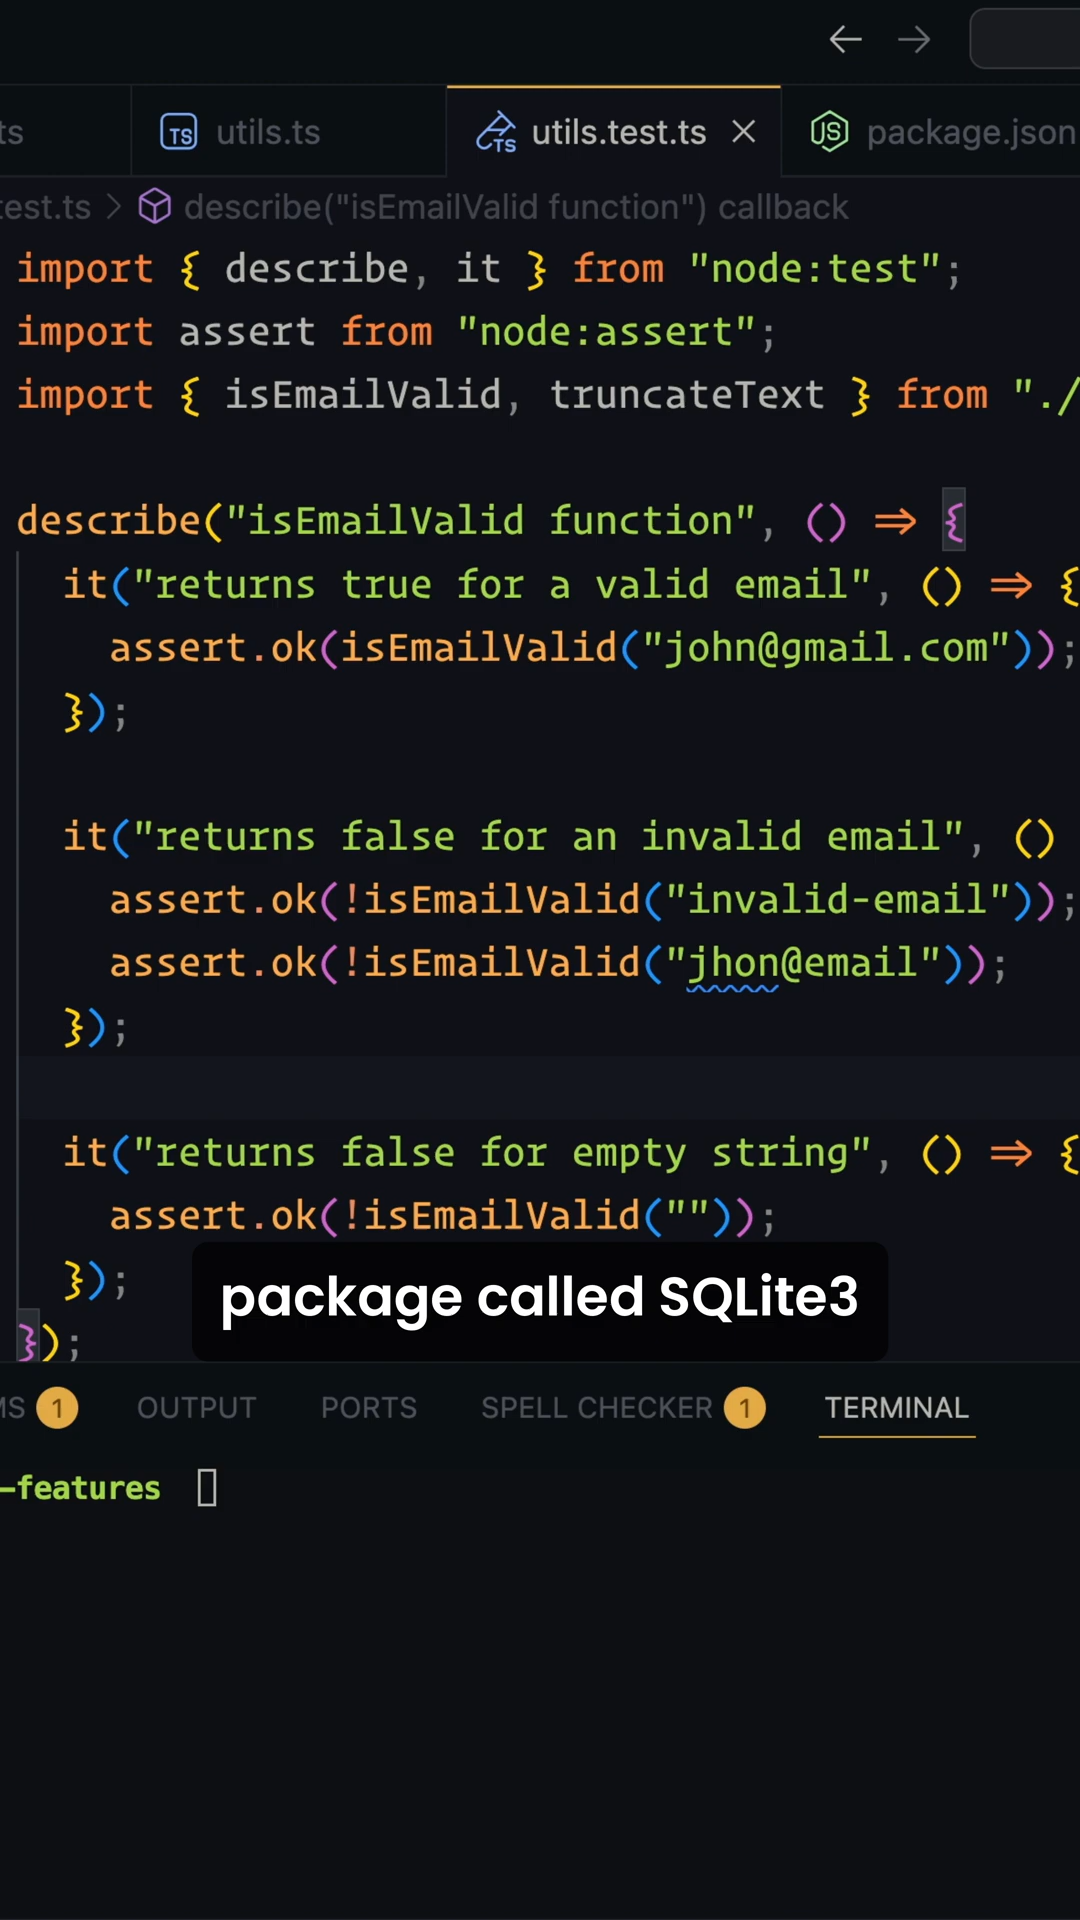 ts
utils.ts
utils.test.ts
package.json
test.ts > describe("isEmailValid function") callback
import { describe, it } from "node:test";
import assert from "node:assert";
import { isEmailValid, truncateText } from "./
describe("isEmailValid function", () => {
it("returns true for a valid email", () => {
assert.ok(isEmailValid("john@gmail.com"));
});
it("returns false for an invalid email", ()
assert.ok(!isEmailValid("invalid-email"));
assert.ok(!isEmailValid("jhon@email"));
});
it("returns false for empty string", () => {
assert.ok(!isEmailValid(""));
});
package called SQLite3
});
MS 1 OUTPUT PORTS SPELL CHECKER 1 TERMINAL
-features